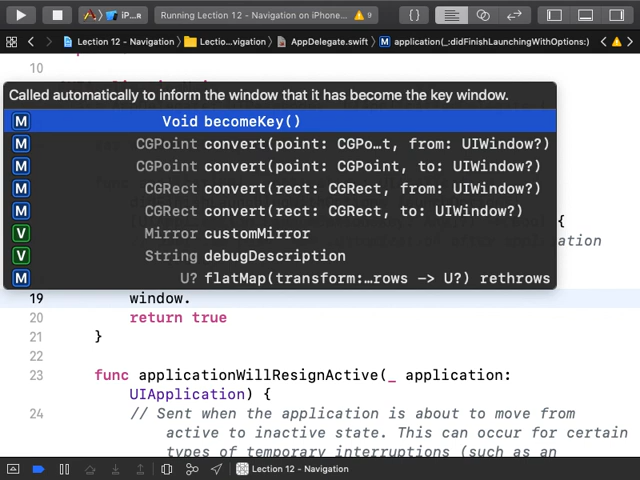 iP...R
Running Lecture 12 - Navigation on iPhone...
9
{ }
Lecture 12 - Navigation
Lectio...vigation
AppDelegate.swift
M application(_:didFinishLaunchingWithOptions:)
10
Called automatically to inform the window that it has become the key window.
M Void becomeKey()
M CGPoint convert(point: CGPo...t, from: UIWindow?)
M CGPoint convert(point: CGPoint, to: UIWindow?)
M CGRect convert(rect: CGRect, from: UIWindow?)
M CGRect convert(rect: CGRect, to: UIWindow?)
V Mirror customMirror
V String debugDescription
M U? flatMap(transform:...rows -> U?) rethrows
{
19 window.
20 return true
21 }
22
23 func applicationWillResignActive(_ application:
UIApplication) {
24 // Sent when the application is about to move from
active to inactive state. This can occur for certain
types of temporary interruptions (such as an
Lecture 12 - Navigation